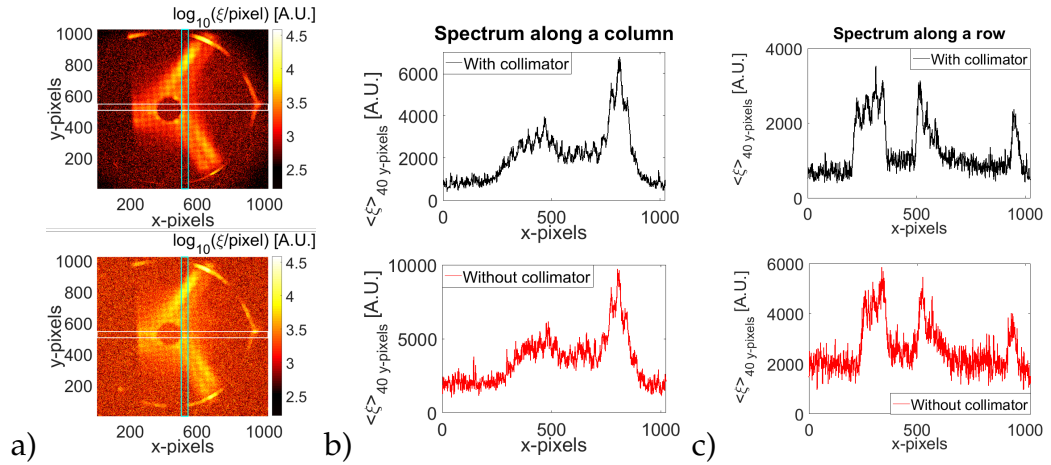 log10(ξ/pixel) [A.U.]
1000
800
600
400
200
y-pixels
200 600 1000
x-pixels
4.5
4
3.5
3
2.5
log10(ξ/pixel) [A.U.]
1000
800
600
400
200
y-pixels
200 600 1000
x-pixels
4.5
4
3.5
3
2.5
a)
Spectrum along a column
With collimator
6000
4000
2000
0
<ξ>40 y-pixels [A.U.]
0 500 1000
x-pixels
Without collimator
10000
5000
0
<ξ>40 y-pixels [A.U.]
0 500 1000
x-pixels
b)
Spectrum along a row
With collimator
4000
2000
0
<ξ>40 y-pixels [A.U.]
0 500 1000
x-pixels
6000
4000
2000
0
<ξ>40 y-pixels [A.U.]
Without collimator
0 500 1000
x-pixels
c)